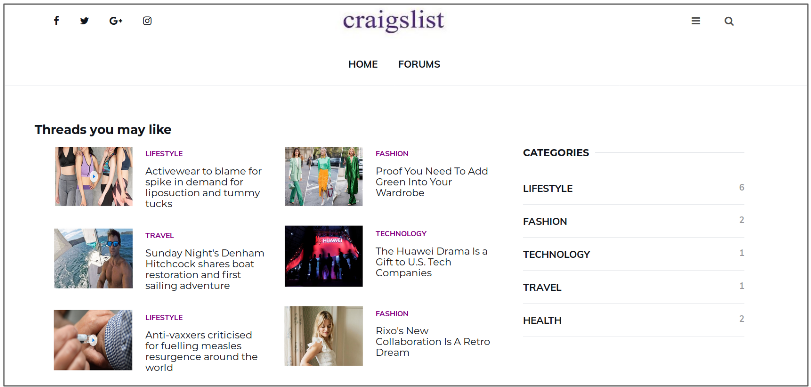 craigslist
HOME FORUMS
Threads you may like
LIFESTYLE
Activewear to blame for
spike in demand for
liposuction and tummy
tucks
TRAVEL
Sunday Night's Denham
Hitchcock shares boat
restoration and first
sailing adventure
LIFESTYLE
Anti-vaxxers criticised
for fuelling measles
resurgence around the
world
FASHION
Proof You Need To Add
Green Into Your
Wardrobe
TECHNOLOGY
HUAWEI
The Huawei Drama Is a
Gift to U.S. Tech
Companies
FASHION
Rixo's New
Collaboration Is A Retro
Dream
CATEGORIES
LIFESTYLE 6
FASHION 2
TECHNOLOGY 1
TRAVEL 1
HEALTH 2